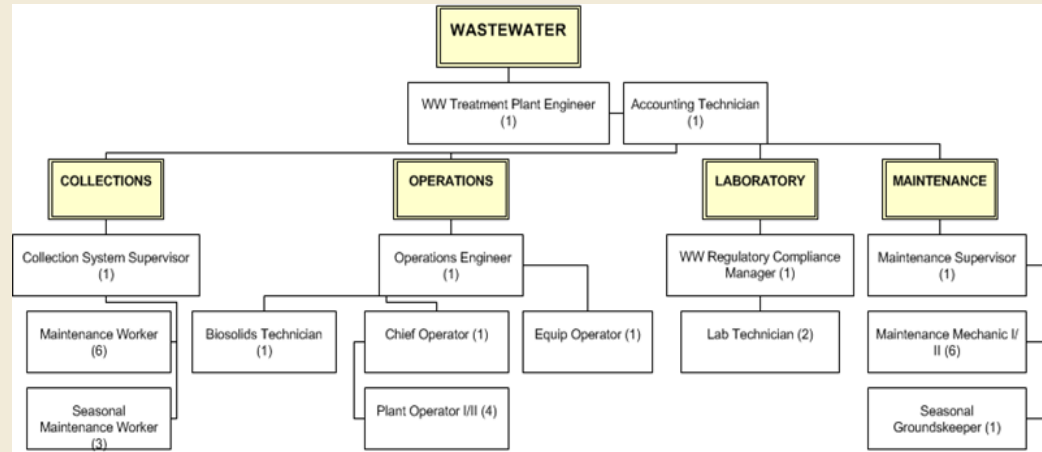 WASTEWATER
WW Treatment Plant Engineer
(1)
Accounting Technician
(1)
COLLECTIONS
OPERATIONS
LABORATORY
MAINTENANCE
Collection System Supervisor
(1)
Operations Engineer
(1)
WW Regulatory Compliance
Manager (1)
Maintenance Supervisor
(1)
Maintenance Worker
(6)
Biosolids Technician
(1)
Chief Operator (1)
Equip Operator (1)
Lab Technician (2)
Maintenance Mechanic I/
II (6)
Seasonal
Maintenance Worker
(3)
Plant Operator I/II (4)
Seasonal
Groundskeeper (1)